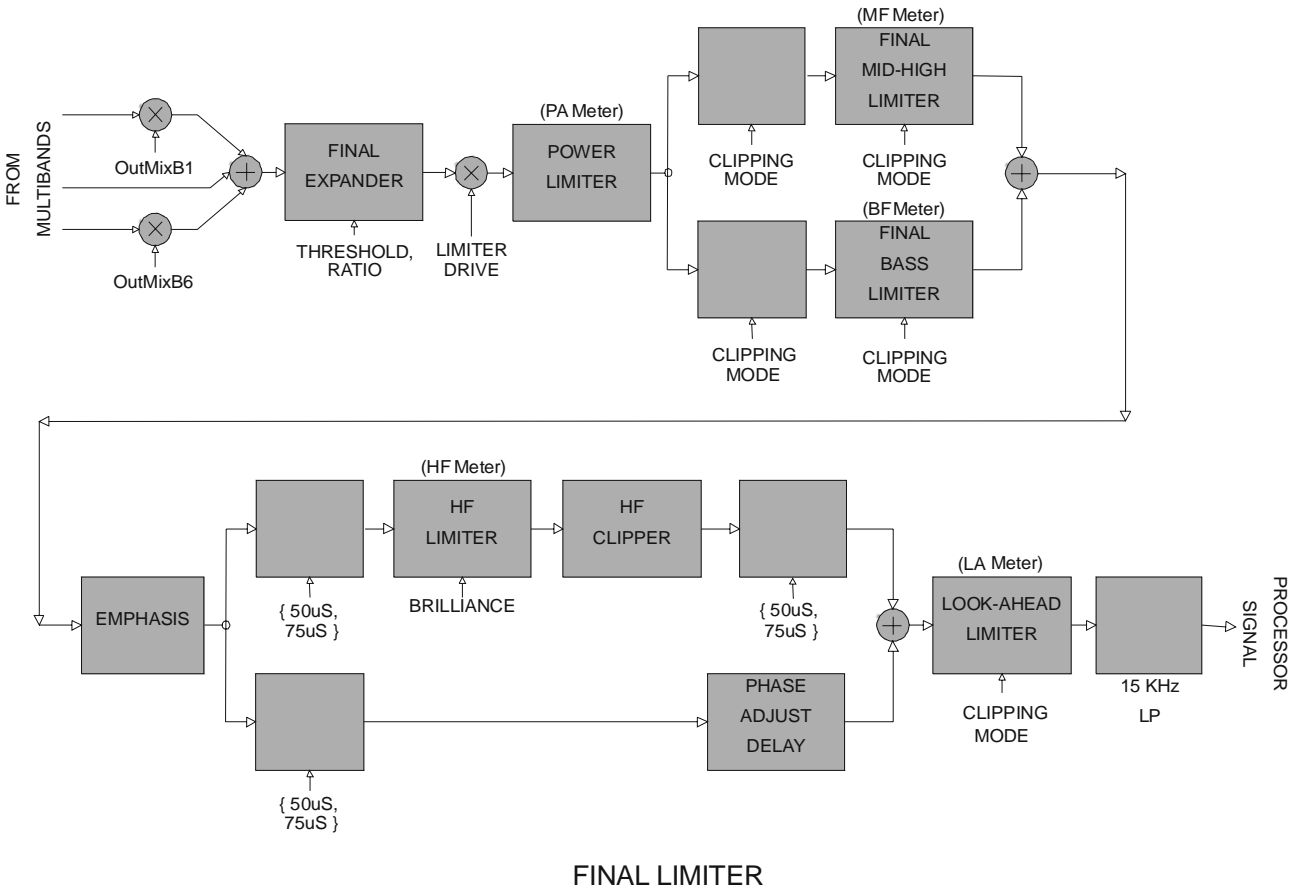 FROM
MULTIBANDS
OutMixB1
OutMixB6
FINAL
EXPANDER
THRESHOLD,
RATIO
LIMITER
DRIVE
(PA Meter)
POWER
LIMITER
CLIPPING
MODE
(MF Meter)
FINAL
MID-HIGH
LIMITER
CLIPPING
MODE
CLIPPING
MODE
(BF Meter)
FINAL
BASS
LIMITER
CLIPPING
MODE
EMPHASIS
{ 50uS,
75uS }
(HF Meter)
HF
LIMITER
BRILLIANCE
HF
CLIPPER
{ 50uS,
75uS }
{ 50uS,
75uS }
PHASE
ADJUST
DELAY
(LA Meter)
LOOK-AHEAD
LIMITER
CLIPPING
MODE
15 KHz
LP
PROCESSOR
SIGNAL
FINAL LIMITER